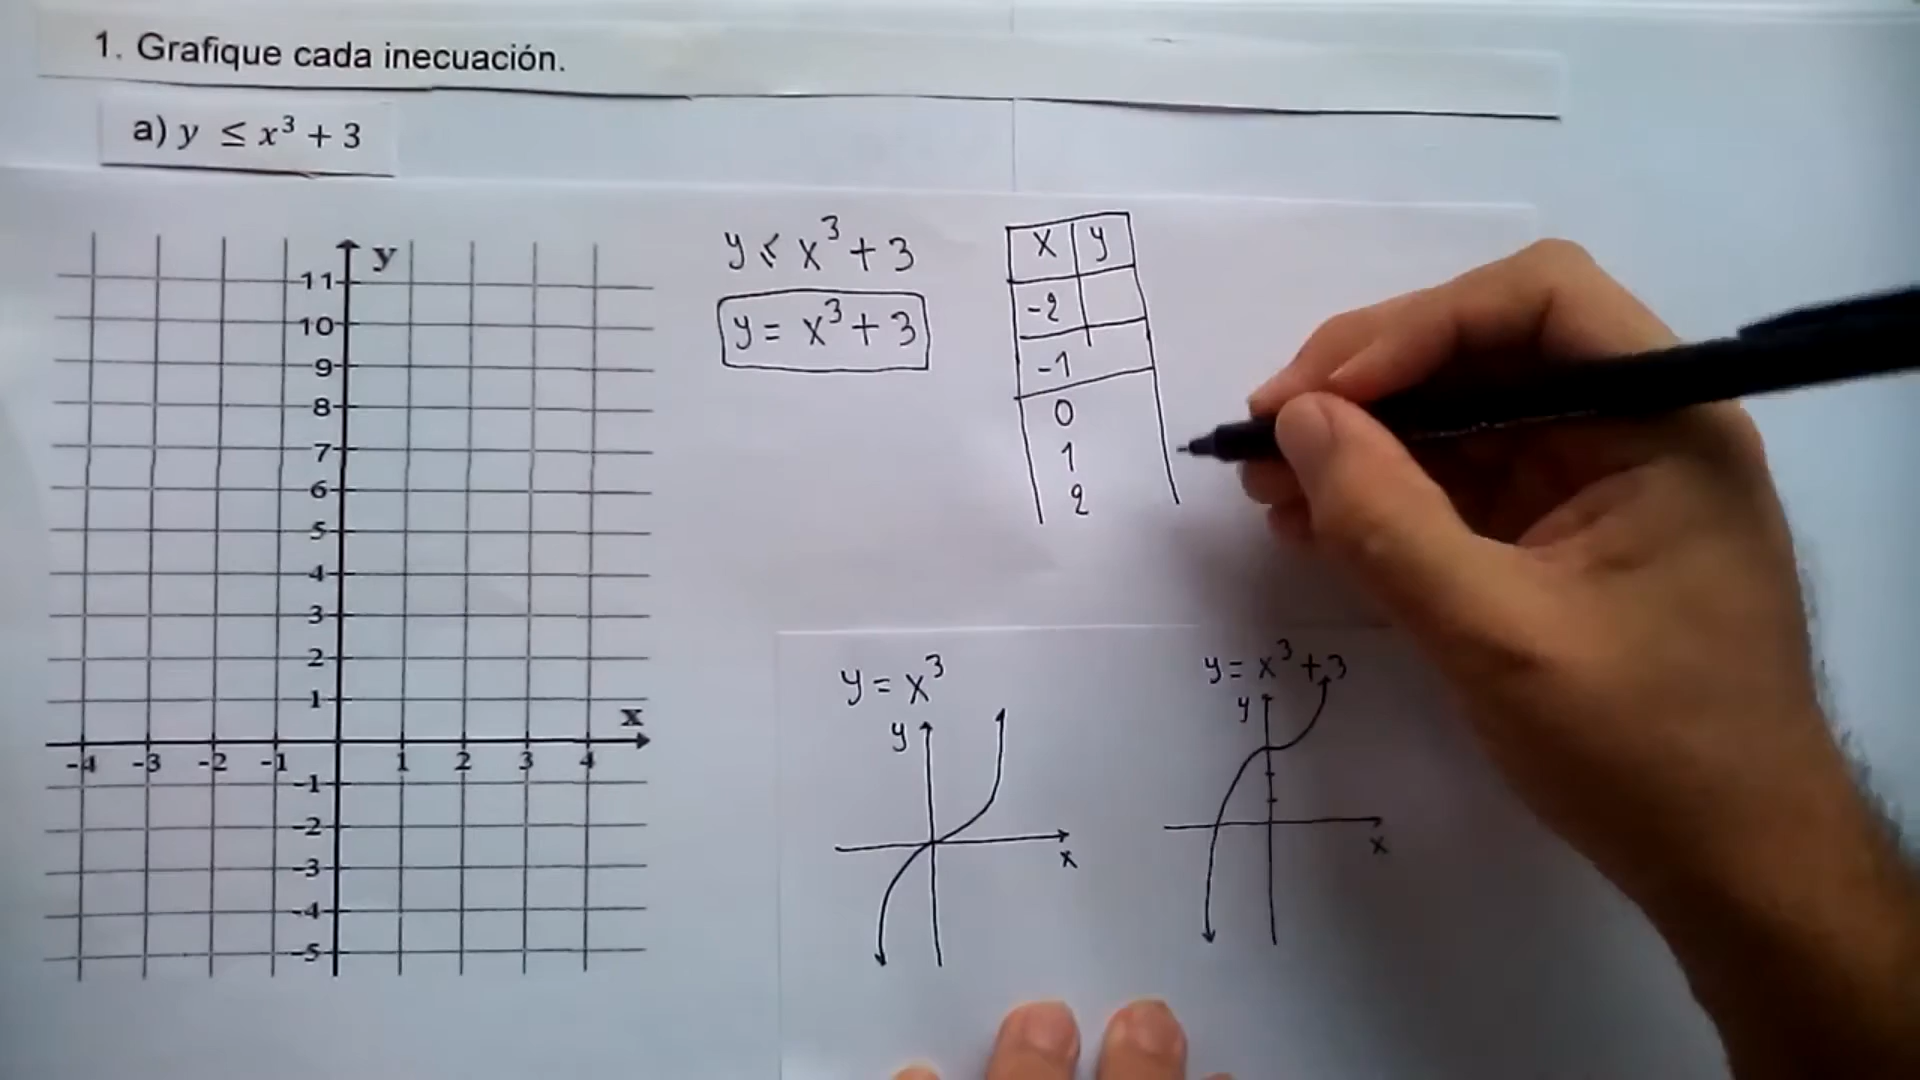 1. Grafique cada inecuación.
a) y ≤ x³ + 3
y
11
10
9
8
7
6
5
4
3
2
1
x
-4 -3 -2 -1 1 2 3 4
-1
-2
-3
-4
-5
y ≤ x³ + 3
y = x³ + 3
x y
-2
-1
0
1
2
y = x³
y
x
y = x³ + 3
y
x